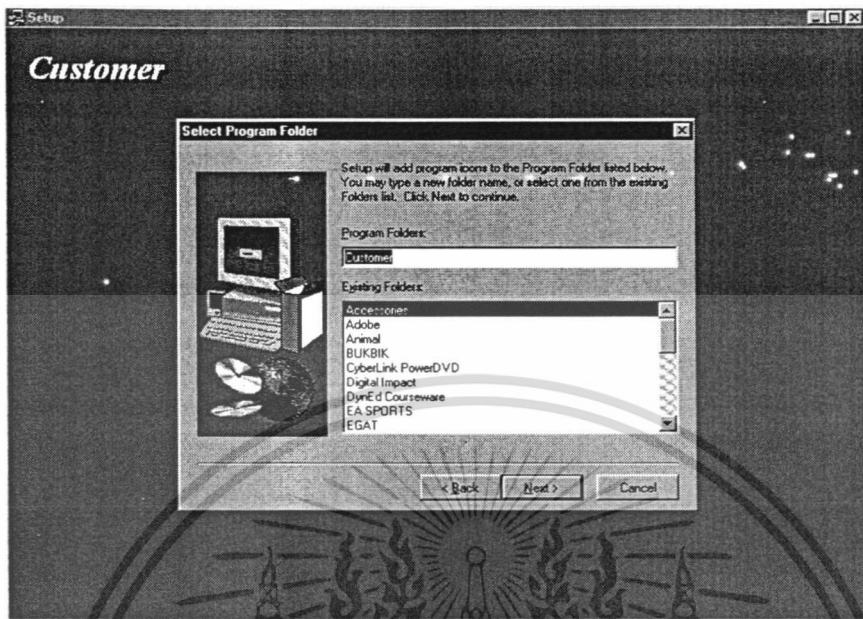 Setup
Customer
Select Program Folder
Setup will add program icons to the Program Folder listed below.
You may type a new folder name, or select one from the existing
Folders list. Click Next to continue.
Program Folders:
Customer
Existing Folders:
Accessories
Adobe
Animal
BUKBIK
CyberLink PowerDVD
Digital Impact
DynEd Courseware
EA SPORTS
EGAT
< Back
Next >
Cancel